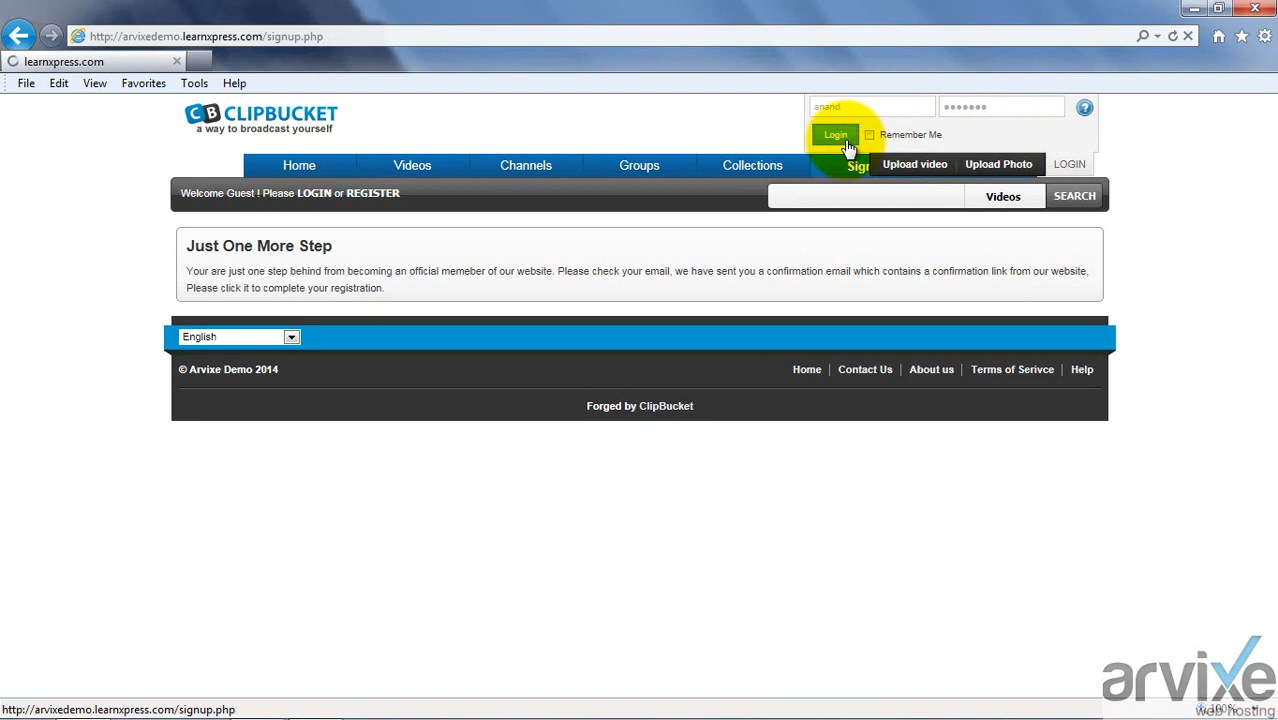 http://arvixedemo.learnxpress.com/signup.php
learnxpress.com
File Edit View Favorites Tools Help
CB CLIPBUCKET
a way to broadcast yourself
anand
Login Remember Me
Home Videos Channels Groups Collections Sig Upload video Upload Photo LOGIN
Welcome Guest ! Please LOGIN or REGISTER Videos SEARCH
Just One More Step
Your are just one step behind from becoming an official memeber of our website. Please check your email, we have sent you a confirmation email which contains a confirmation link from our website,
Please click it to complete your registration.
English
© Arvixe Demo 2014 Home Contact Us About us Terms of Serivce Help
Forged by ClipBucket
arvixe
web hosting
http://arvixedemo.learnxpress.com/signup.php 100%